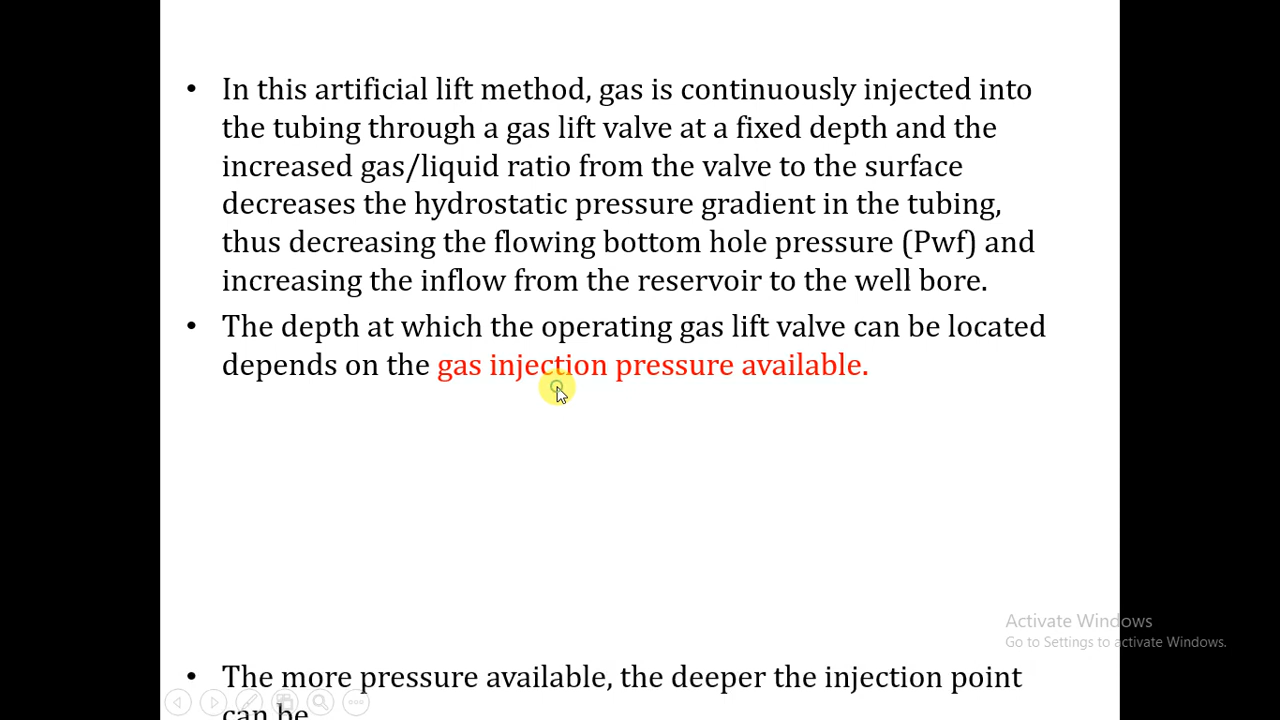 • In this artificial lift method, gas is continuously injected into
the tubing through a gas lift valve at a fixed depth and the
increased gas/liquid ratio from the valve to the surface
decreases the hydrostatic pressure gradient in the tubing,
thus decreasing the flowing bottom hole pressure (Pwf) and
increasing the inflow from the reservoir to the well bore.
• The depth at which the operating gas lift valve can be located
depends on the gas injection pressure available.
Activate Windows
Go to Settings to activate Windows.
• The more pressure available, the deeper the injection point
can be